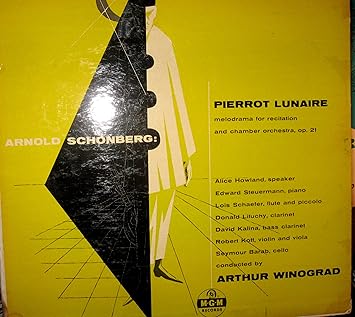 PIERROT LUNAIRE
melodrama for recitation
and chamber orchestra, op. 21
ARNOLD SCHÖNBERG:
Alice Howland, speaker
Edward Steuermann, piano
Lois Schaefer, flute and piccolo
Donald Liluchy, clarinet
David Kalina, bass clarinet
Robert Koff, violin and viola
Seymour Barab, cello
conducted by
ARTHUR WINOGRAD
M-G-M
RECORDS